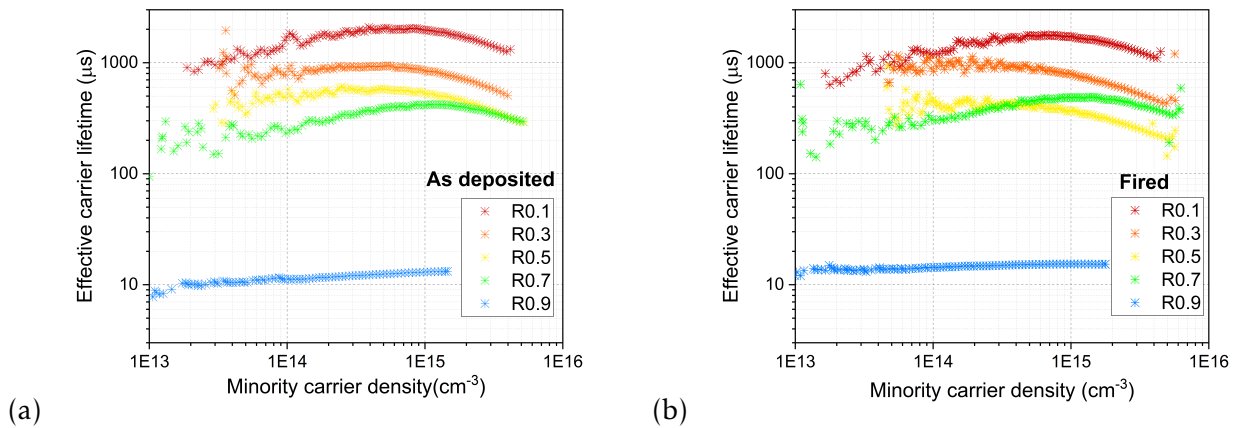 1000
100
10
1E13
1E14
1E15
1E16
Effective carrier lifetime (μs)
Minority carrier density(cm⁻³)
As deposited
R0.1
R0.3
R0.5
R0.7
R0.9
(a)
1000
100
10
1E13
1E14
1E15
1E16
Effective carrier lifetime (μs)
Minority carrier density (cm⁻³)
Fired
R0.1
R0.3
R0.5
R0.7
R0.9
(b)